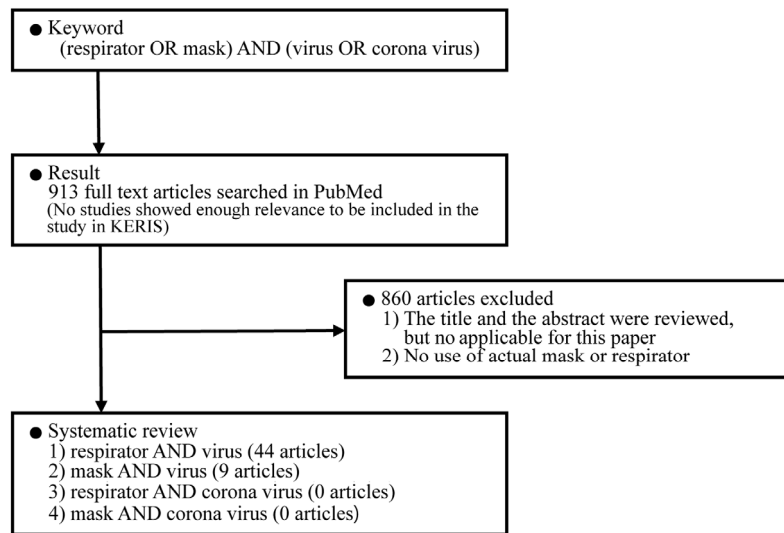 ● Keyword
(respirator OR mask) AND (virus OR corona virus)
● Result
913 full text articles searched in PubMed
(No studies showed enough relevance to be included in the
study in KERIS)
● 860 articles excluded
1) The title and the abstract were reviewed,
but no applicable for this paper
2) No use of actual mask or respirator
● Systematic review
1) respirator AND virus (44 articles)
2) mask AND virus (9 articles)
3) respirator AND corona virus (0 articles)
4) mask AND corona virus (0 articles)